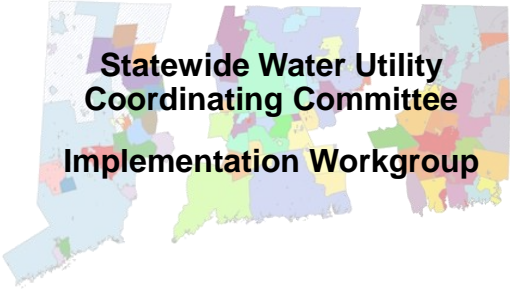 Statewide Water Utility
Coordinating Committee
Implementation Workgroup